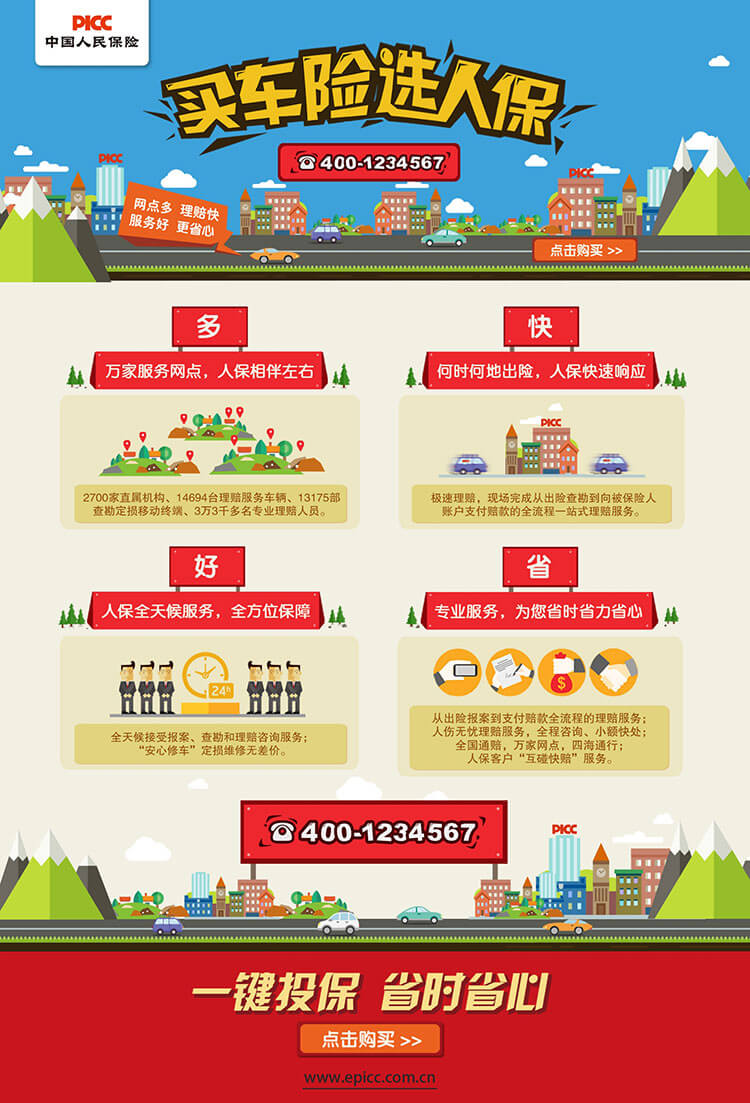 PICC
中国人民保险
买车险选人保
400-1234567
PICC
PICC
网点多 理赔快
服务好 更省心
点击购买 >>
多
万家服务网点，人保相伴左右
2700家直属机构、14694台理赔服务车辆、13175部
查勘定损移动终端、3万3千多名专业理赔人员。
快
何时何地出险，人保快速响应
PICC
极速理赔，现场完成从出险查勘到向被保险人
账户支付赔款的全流程一站式理赔服务。
好
人保全天候服务，全方位保障
24h
全天候接受报案、查勘和理赔咨询服务；
“安心修车”定损维修无差价。
省
专业服务，为您省时省力省心
$
从出险报案到支付赔款全流程的理赔服务；
人伤无忧理赔服务，全程咨询、小额快处；
全国通赔，万家网点，四海通行；
人保客户“互碰快赔”服务。
400-1234567
PICC
一键投保 省时省心
点击购买 >>
www.epicc.com.cn